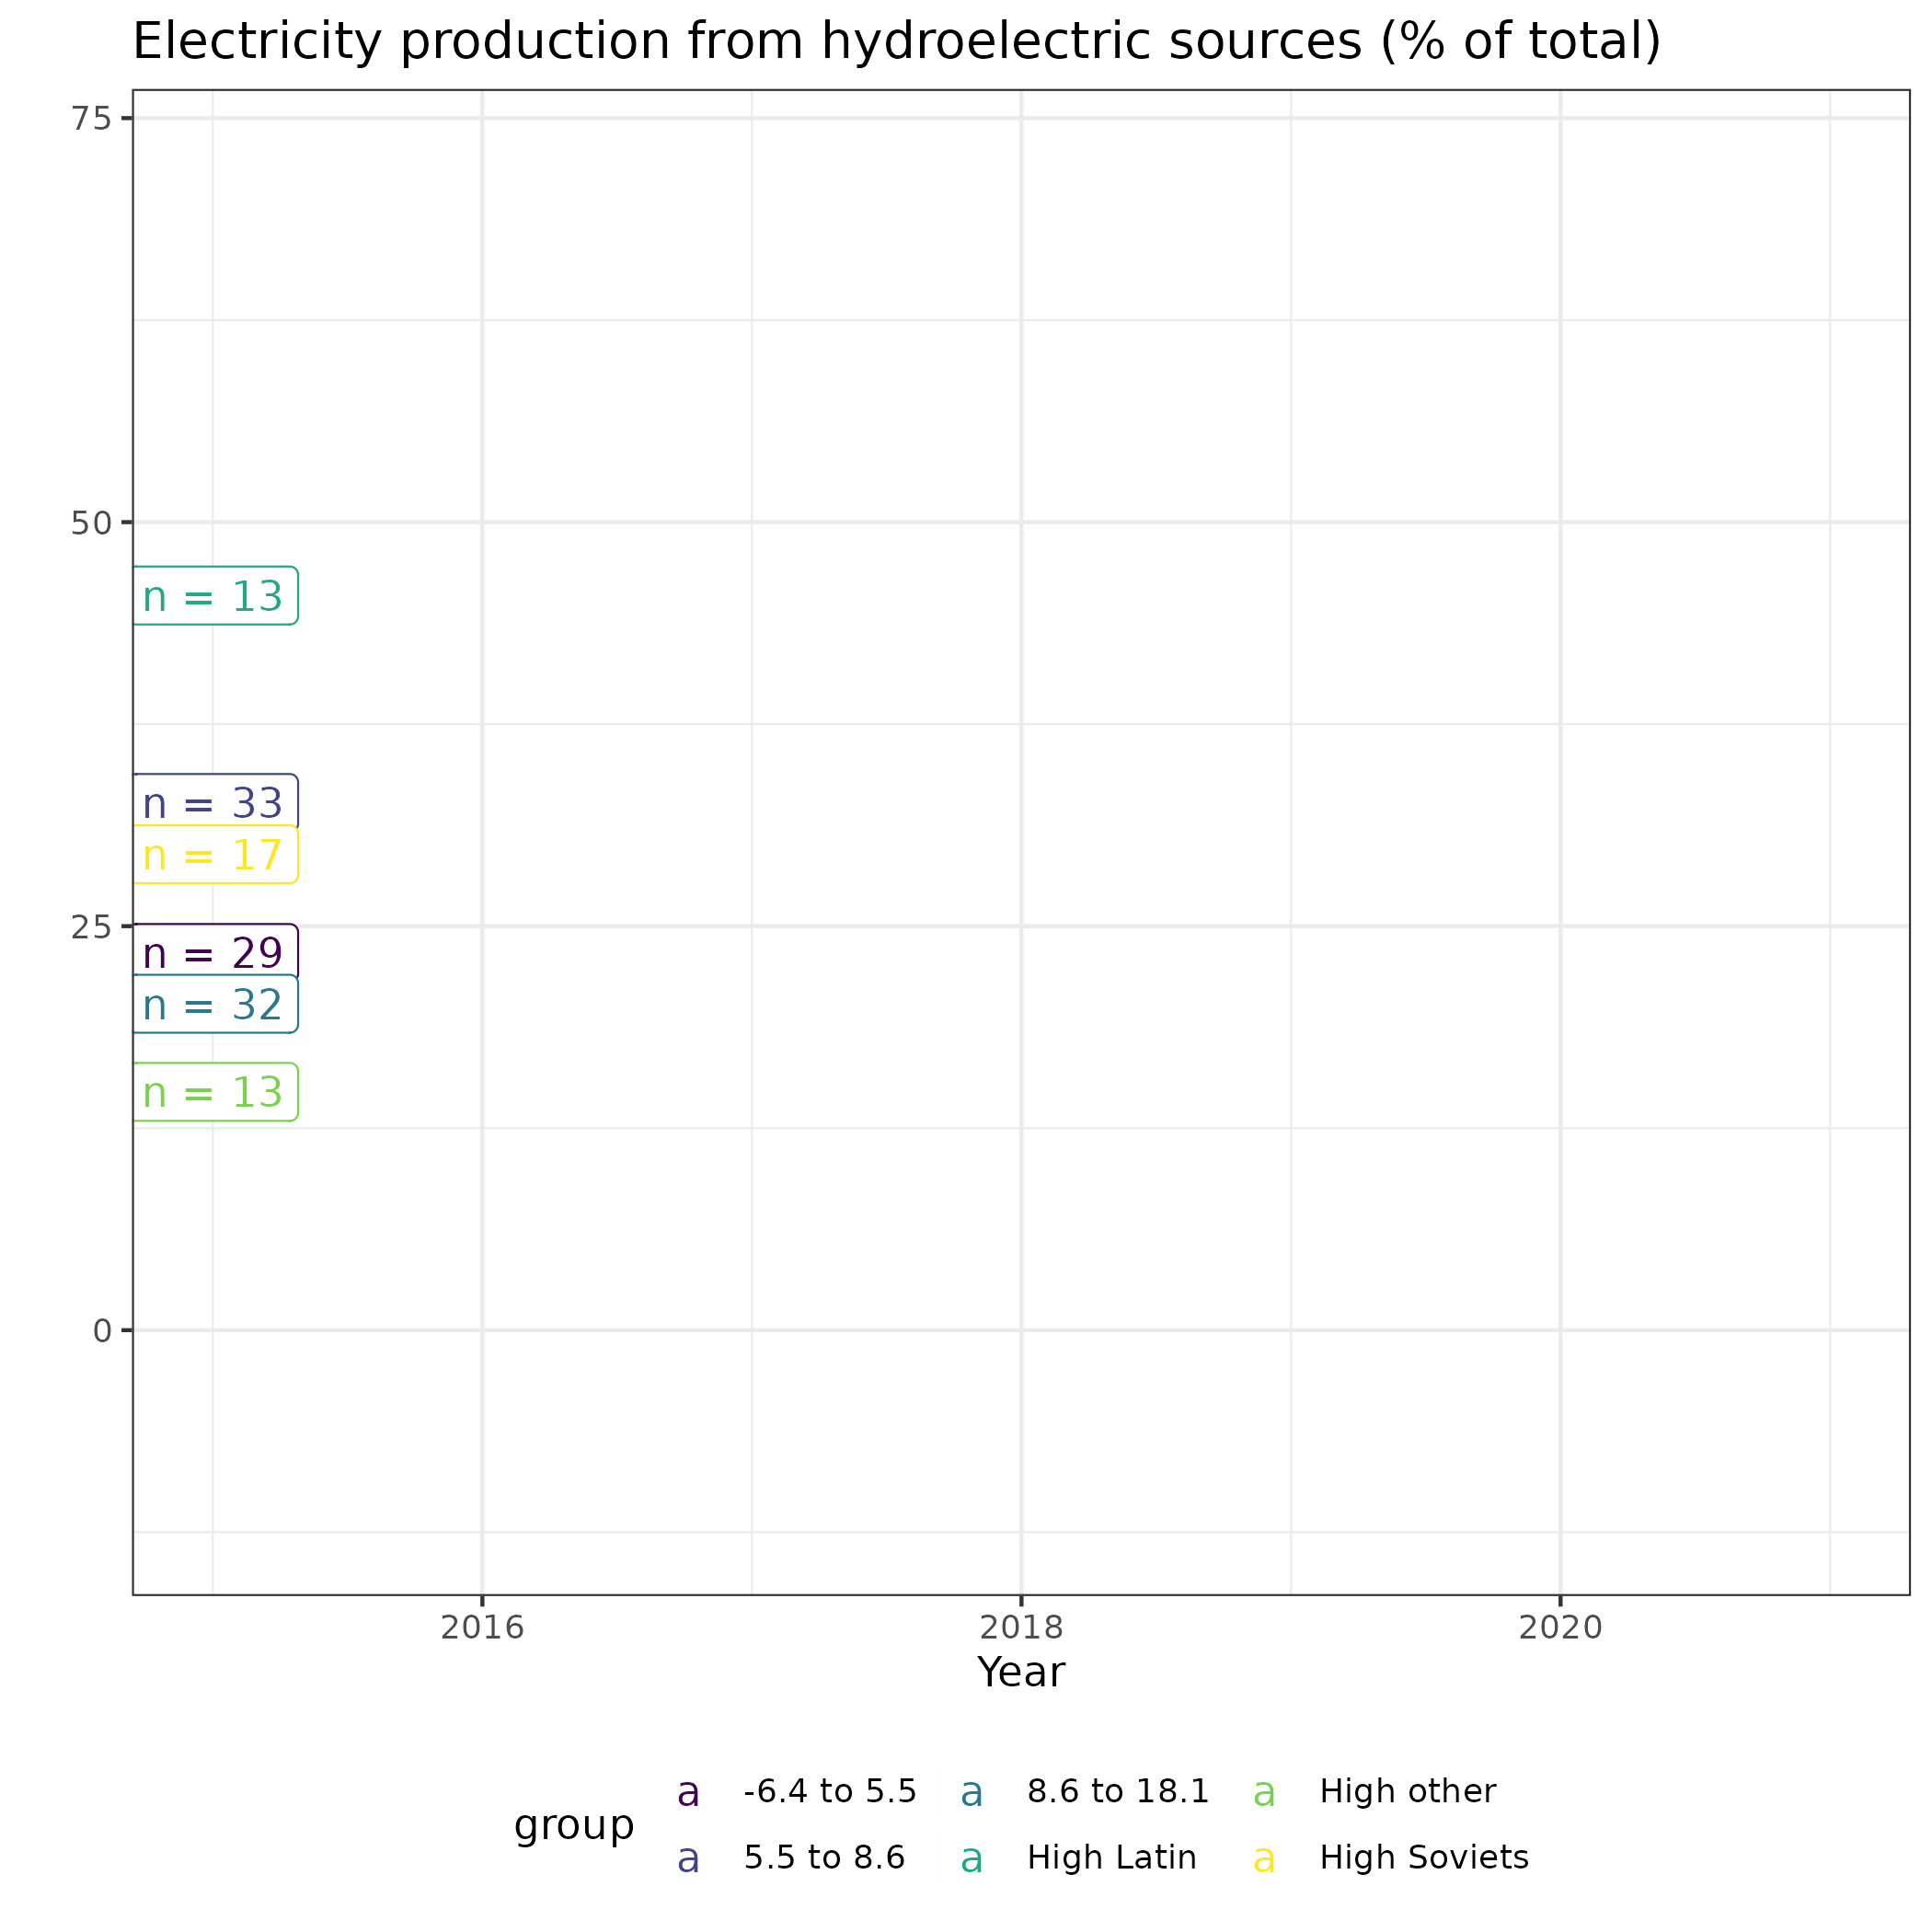 Electricity production from hydroelectric sources (% of total)
75
50
n = 13
n = 33
n = 17
25
n = 29
n = 32
n = 13
0
2016 2018 2020
Year
group
a -6.4 to 5.5 a 8.6 to 18.1 a High other
a 5.5 to 8.6 a High Latin a High Soviets